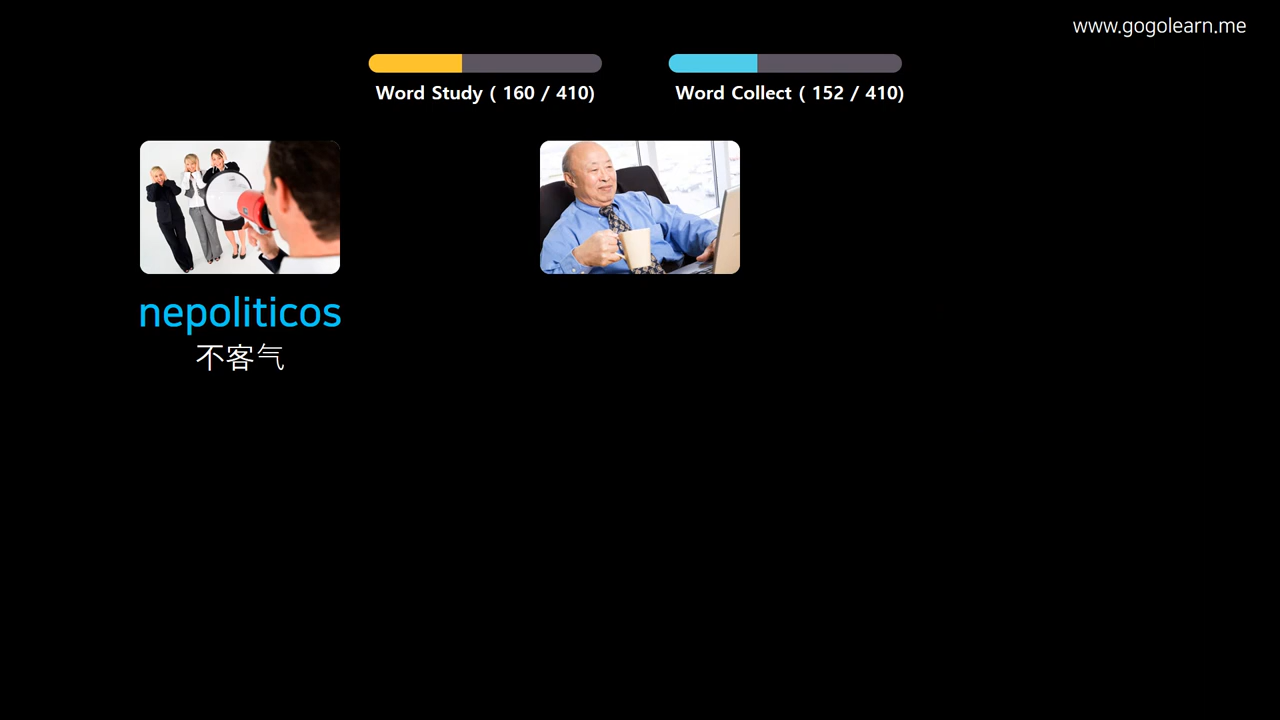 www.gogolearn.me
Word Study ( 160 / 410)
Word Collect ( 152 / 410)
nepoliticos
不客气